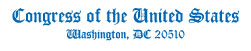 Congress of the United States
Washington, DC 20510